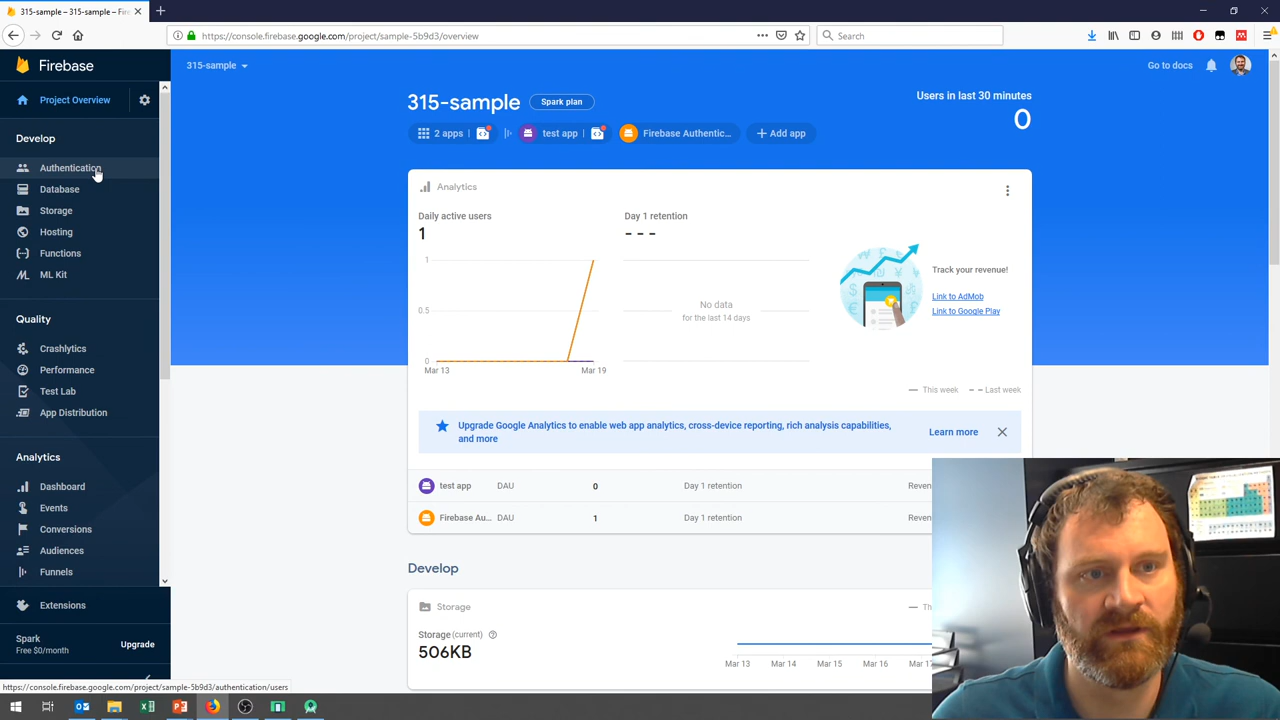 315-sample – 315-sample – Fire
https://console.firebase.google.com/project/sample-5b9d3/overview
Search
Firebase
315-sample
Go to docs
Project Overview
Develop
Authentication
Database
Storage
Hosting
Functions
ML Kit
Quality
Crashlytics
Performance
Test Lab
App Distribution
Analytics
Dashboard
Events
Conversions
Audiences
Funnels
Extensions
Spark
Free $0/month
Upgrade
https://console.firebase.google.com/project/sample-5b9d3/authentication/users
315-sample
Spark plan
Users in last 30 minutes
0
2 apps
test app
Firebase Authentic...
+ Add app
Analytics
Daily active users
1
Day 1 retention
- - -
1
0.5
0
Mar 13
Mar 19
No data
for the last 14 days
Track your revenue!
Link to AdMob
Link to Google Play
This week
Last week
Upgrade Google Analytics to enable web app analytics, cross-device reporting, rich analysis capabilities,
and more
Learn more
test app DAU 0 Day 1 retention Reven
Firebase Au... DAU 1 Day 1 retention Reven
Develop
Storage
Th
Storage (current)
506KB
Mar 13
Mar 14
Mar 15
Mar 16
Mar 17